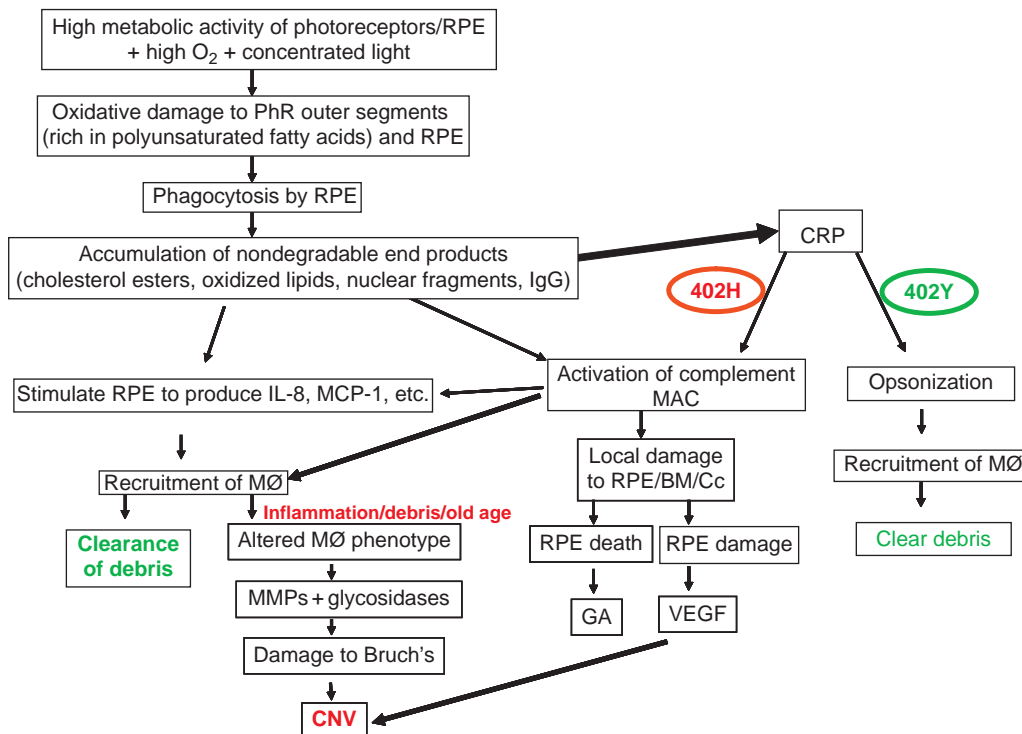 High metabolic activity of photoreceptors/RPE
+ high O₂ + concentrated light
Oxidative damage to PhR outer segments
(rich in polyunsaturated fatty acids) and RPE
Phagocytosis by RPE
Accumulation of nondegradable end products
(cholesterol esters, oxidized lipids, nuclear fragments, IgG)
CRP
402H
402Y
Stimulate RPE to produce IL-8, MCP-1, etc.
Activation of complement
MAC
Opsonization
Recruitment of MØ
Local damage
to RPE/BM/Cc
Recruitment of MØ
Inflammation/debris/old age
Clearance
of debris
Altered MØ phenotype
RPE death
RPE damage
Clear debris
MMPs + glycosidases
GA
VEGF
Damage to Bruch's
CNV